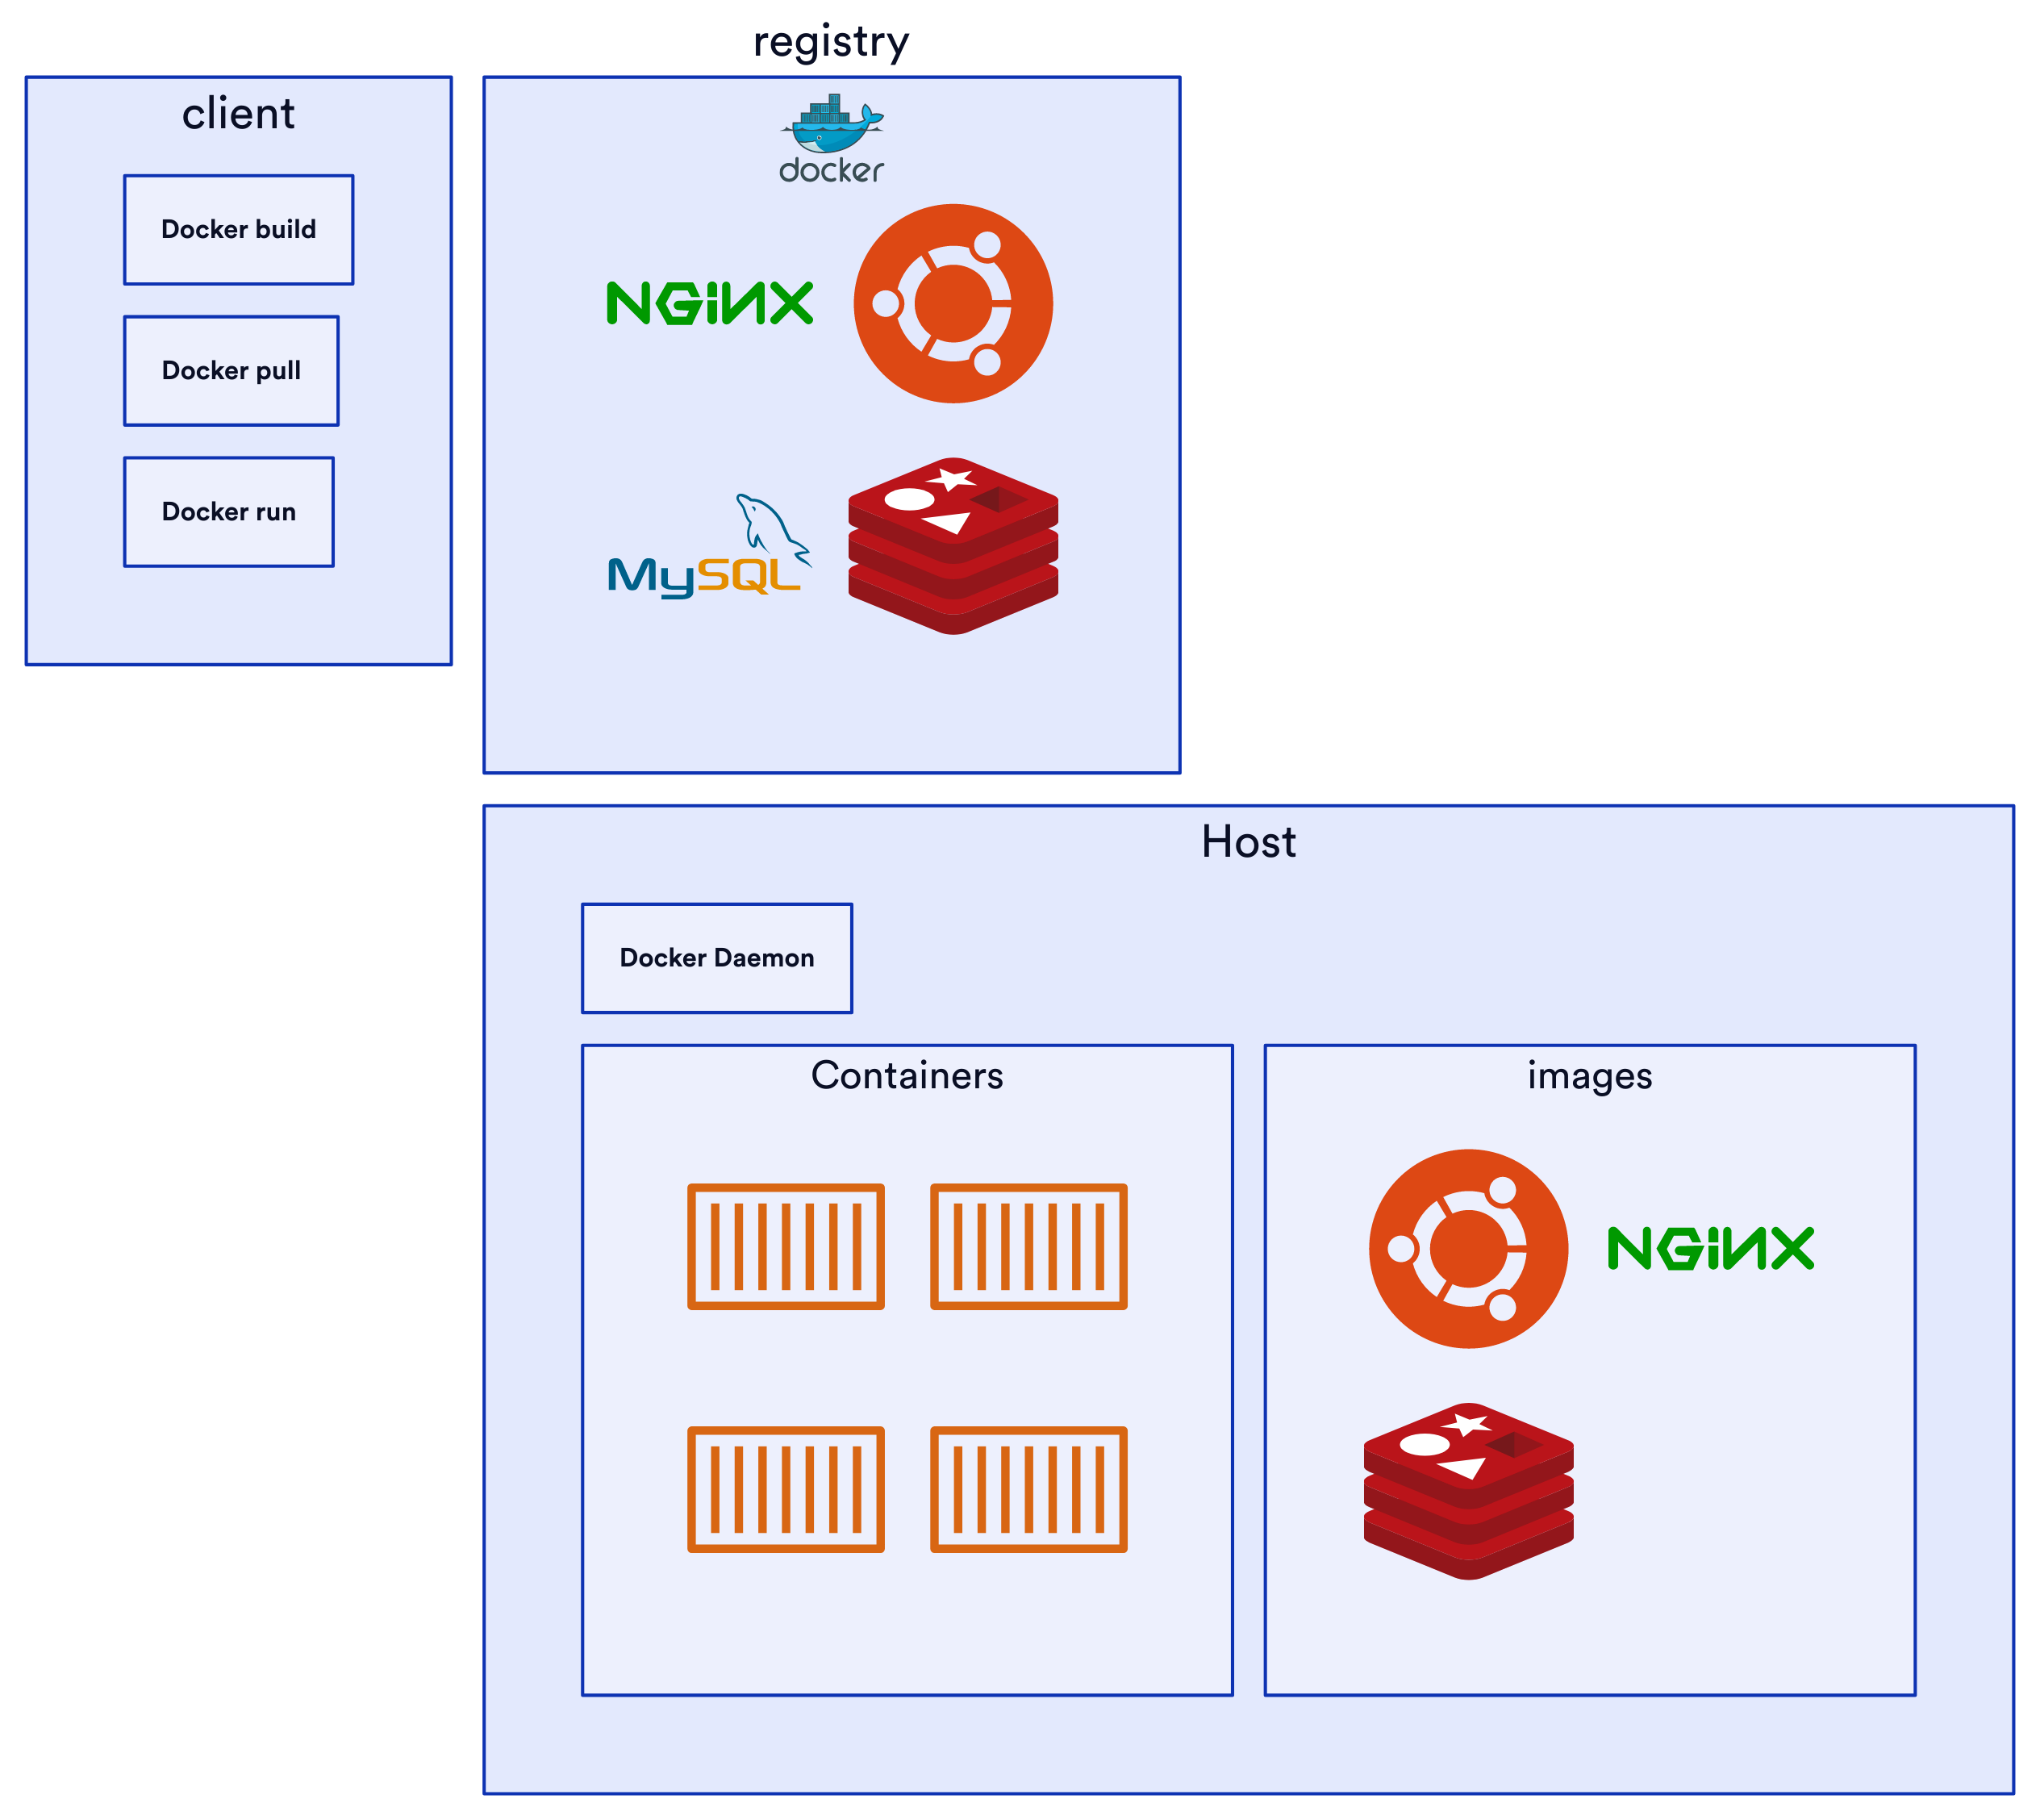 registry
client
docker
Docker build
NGiNX
Docker pull
Docker run
MySQL
Host
Docker Daemon
Containers
images
NGiNX